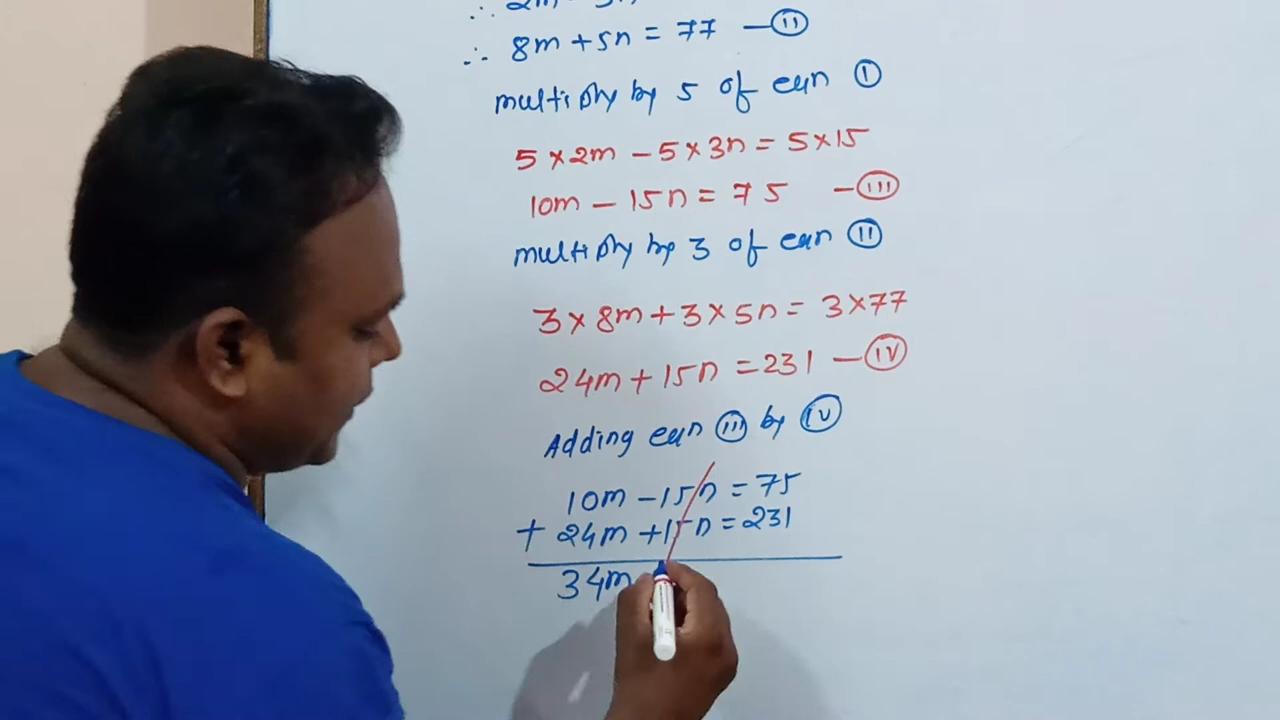 ∴ 2m - 3n
∴ 8m + 5n = 77 — II
multiply by 5 of eqn I
5 × 2m - 5 × 3n = 5 × 15
10m - 15n = 75 — III
multiply by 3 of eqn II
3 × 8m + 3 × 5n = 3 × 77
24m + 15n = 231 — IV
Adding eqn III by IV
10m - 15n = 75
+ 24m + 15n = 231
34m